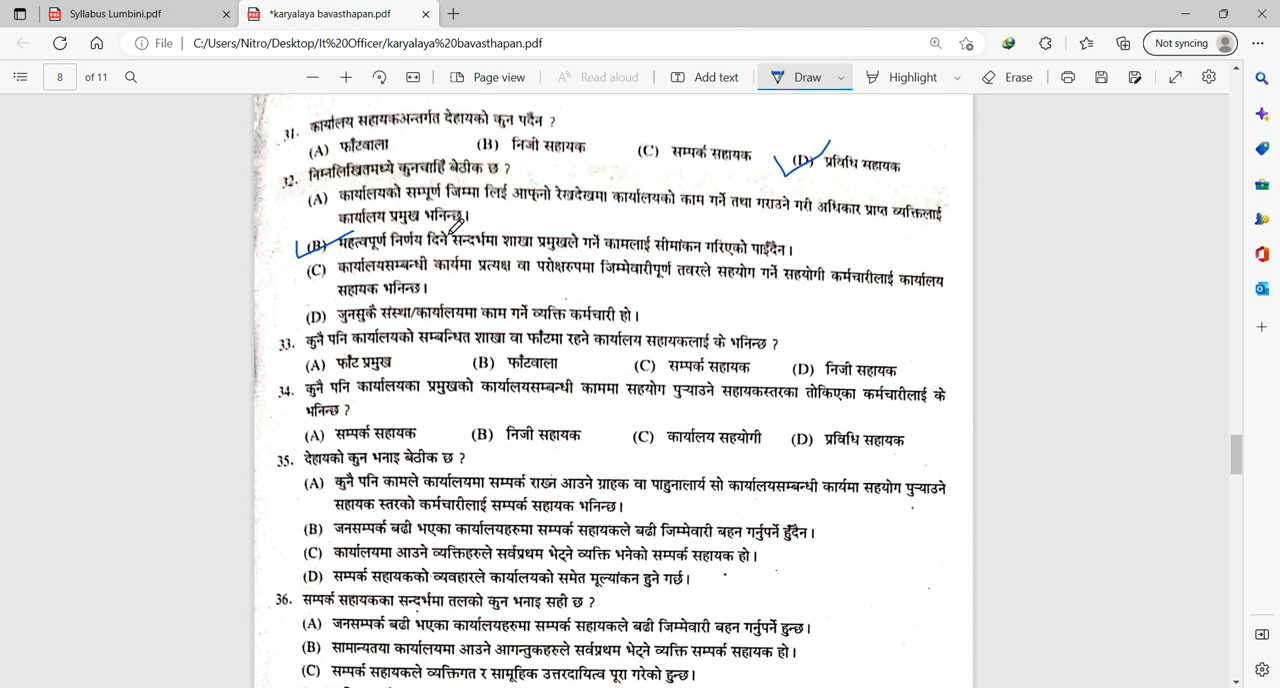 Syllabus Lumbini.pdf
*karyalaya bavasthapan.pdf
File C:/Users/Nitro/Desktop/It%20Officer/karyalaya%20bavasthapan.pdf
Not syncing
8 of 11
Page view
Read aloud
Add text
Draw
Highlight
Erase
31. कार्यालय सहायकअन्तर्गत देहायको कुन पर्दैन ?
(A) फाँटवाला (B) निजी सहायक (C) सम्पर्क सहायक (D) प्रविधि सहायक
32. निम्नलिखितमध्ये कुनचाहिँ बेठीक छ ?
(A) कार्यालयको सम्पूर्ण जिम्मा लिई आफ्नो रेखदेखमा कार्यालयको काम गर्ने तथा गराउने गरी अधिकार प्राप्त व्यक्तिलाई
कार्यालय प्रमुख भनिन्छ।
(B) महत्वपूर्ण निर्णय दिने सन्दर्भमा शाखा प्रमुखले गर्ने कामलाई सीमांकन गरिएको पाईंदैन।
(C) कार्यालयसम्बन्धी कार्यमा प्रत्यक्ष वा परोक्षरुपमा जिम्मेवारीपूर्ण तवरले सहयोग गर्ने सहयोगी कर्मचारीलाई कार्यालय
सहायक भनिन्छ।
(D) जुनसुकै संस्था/कार्यालयमा काम गर्ने व्यक्ति कर्मचारी हो।
33. कुनै पनि कार्यालयको सम्बन्धित शाखा वा फाँटमा रहने कार्यालय सहायकलाई के भनिन्छ ?
(A) फाँट प्रमुख (B) फाँटवाला (C) सम्पर्क सहायक (D) निजी सहायक
34. कुनै पनि कार्यालयका प्रमुखको कार्यालयसम्बन्धी काममा सहयोग पुऱ्याउने सहायकस्तरका तोकिएका कर्मचारीलाई के
भनिन्छ ?
(A) सम्पर्क सहायक (B) निजी सहायक (C) कार्यालय सहयोगी (D) प्रविधि सहायक
35. देहायको कुन भनाइ बेठीक छ ?
(A) कुनै पनि कामले कार्यालयमा सम्पर्क राख्न आउने ग्राहक वा पाहुनालार्य सो कार्यालयसम्बन्धी कार्यमा सहयोग पुऱ्याउने
सहायक स्तरको कर्मचारीलाई सम्पर्क सहायक भनिन्छ।
(B) जनसम्पर्क बढी भएका कार्यालयहरुमा सम्पर्क सहायकले बढी जिम्मेवारी बहन गर्नुपर्ने हुँदैन।
(C) कार्यालयमा आउने व्यक्तिहरुले सर्वप्रथम भेट्ने व्यक्ति भनेको सम्पर्क सहायक हो।
(D) सम्पर्क सहायकको व्यवहारले कार्यालयको समेत मूल्यांकन हुने गर्छ।
36. सम्पर्क सहायकका सन्दर्भमा तलको कुन भनाइ सही छ ?
(A) जनसम्पर्क बढी भएका कार्यालयहरुमा सम्पर्क सहायकले बढी जिम्मेवारी बहन गर्नुपर्ने हुन्छ।
(B) सामान्यतया कार्यालयमा आउने आगन्तुकहरुले सर्वप्रथम भेट्ने व्यक्ति सम्पर्क सहायक हो।
(C) सम्पर्क सहायकले व्यक्तिगत र सामूहिक उत्तरदायित्व पूरा गरेको हुन्छ।